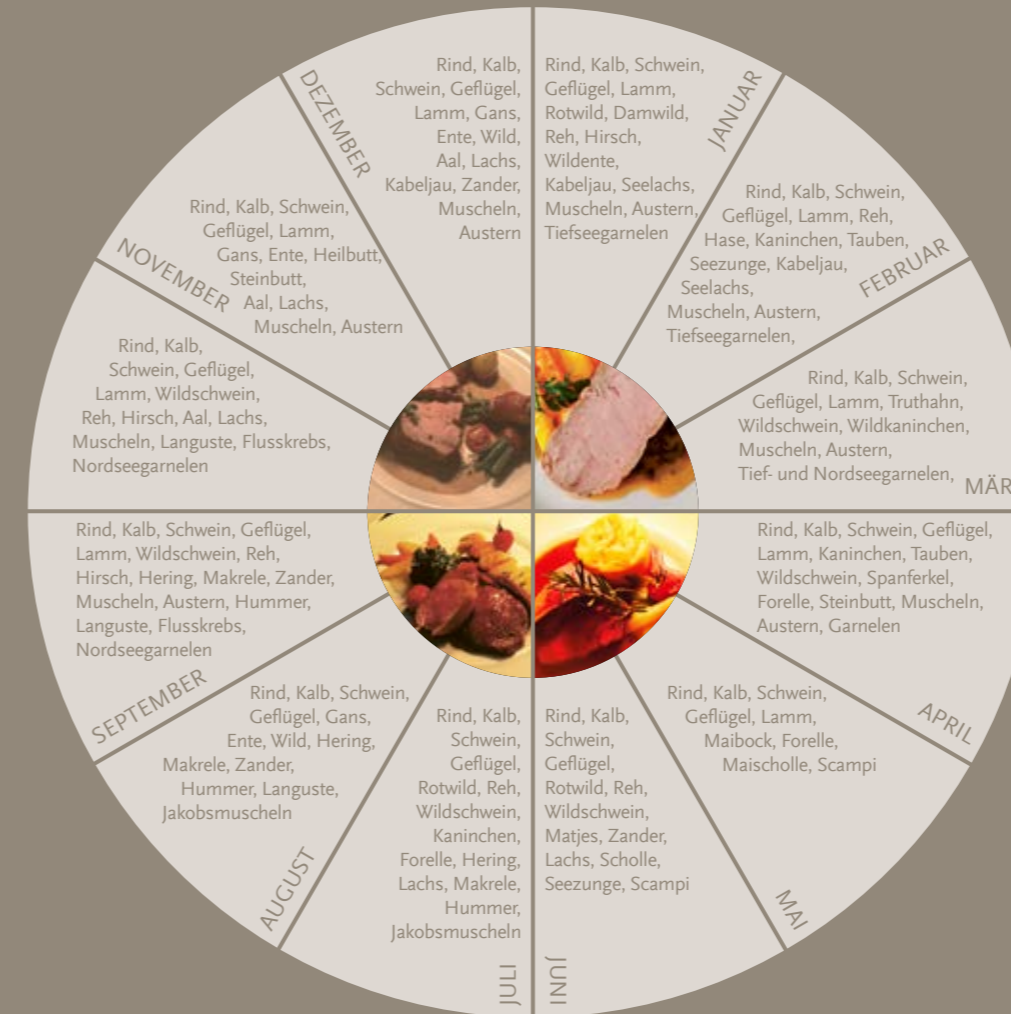 JANUAR
Rind, Kalb, Schwein,
Geflügel, Lamm,
Rotwild, Damwild,
Reh, Hirsch,
Wildente,
Kabeljau, Seelachs,
Muscheln, Austern,
Tiefseegarnelen
FEBRUAR
Rind, Kalb, Schwein,
Geflügel, Lamm, Reh,
Hase, Kaninchen, Tauben,
Seezunge, Kabeljau,
Seelachs,
Muscheln, Austern,
Tiefseegarnelen,
Rind, Kalb, Schwein,
Geflügel, Lamm, Truthahn,
Wildschwein, Wildkaninchen,
Muscheln, Austern,
Tief- und Nordseegarnelen,
MÄR
Rind, Kalb, Schwein, Geflügel,
Lamm, Kaninchen, Tauben,
Wildschwein, Spanferkel,
Forelle, Steinbutt, Muscheln,
Austern, Garnelen
APRIL
Rind, Kalb, Schwein,
Geflügel, Lamm,
Maibock, Forelle,
Maischolle, Scampi
MAI
Rind, Kalb,
Schwein,
Geflügel,
Rotwild, Reh,
Wildschwein,
Matjes, Zander,
Lachs, Scholle,
Seezunge, Scampi
JUNI
Rind, Kalb,
Schwein,
Geflügel,
Rotwild, Reh,
Wildschwein,
Kaninchen,
Forelle, Hering,
Lachs, Makrele,
Hummer,
Jakobsmuscheln
JULI
Rind, Kalb, Schwein,
Geflügel, Gans,
Ente, Wild, Hering,
Makrele, Zander,
Hummer, Languste,
Jakobsmuscheln
AUGUST
Rind, Kalb, Schwein, Geflügel,
Lamm, Wildschwein, Reh,
Hirsch, Hering, Makrele, Zander,
Muscheln, Austern, Hummer,
Languste, Flusskrebs,
Nordseegarnelen
SEPTEMBER
Rind, Kalb,
Schwein, Geflügel,
Lamm, Wildschwein,
Reh, Hirsch, Aal, Lachs,
Muscheln, Languste, Flusskrebs,
Nordseegarnelen
NOVEMBER
Rind, Kalb, Schwein,
Geflügel, Lamm,
Gans, Ente, Heilbutt,
Steinbutt,
Aal, Lachs,
Muscheln, Austern
DEZEMBER
Rind, Kalb,
Schwein, Geflügel,
Lamm, Gans,
Ente, Wild,
Aal, Lachs,
Kabeljau, Zander,
Muscheln,
Austern